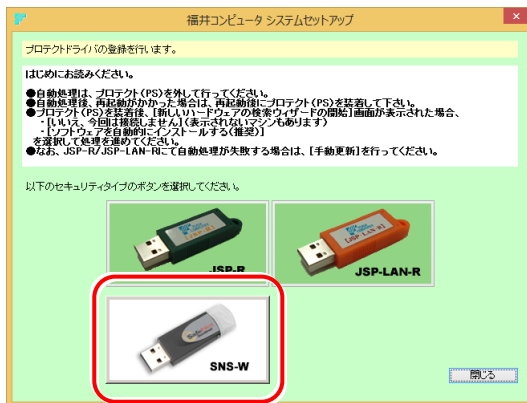 福井コンピュータ システムセットアップ
プロテクトドライバの登録を行います。
はじめにお読みください。
●自動処理は、プロテクト(PS)を外して行ってください。
●自動処理後、再起動がかかった場合は、再起動後にプロテクト(PS)を装着して下さい。
●プロテクト(PS)を装着後、[新しいハードウェアの検索ウィザードの開始]画面が表示された場合、
・[いいえ、今回は接続しません](表示されないマシンもあります)
・[ソフトウェアを自動的にインストールする(推奨)]
を選択して処理を進めてください。
●なお、JSP-R/JSP-LAN-Rにて自動処理が失敗する場合は、[手動更新]を行ってください。
以下のセキュリティタイプのボタンを選択してください。
[JSP-R]
JSP-R
[JSP-LAN-R]
JSP-LAN-R
SNS-W
閉じる